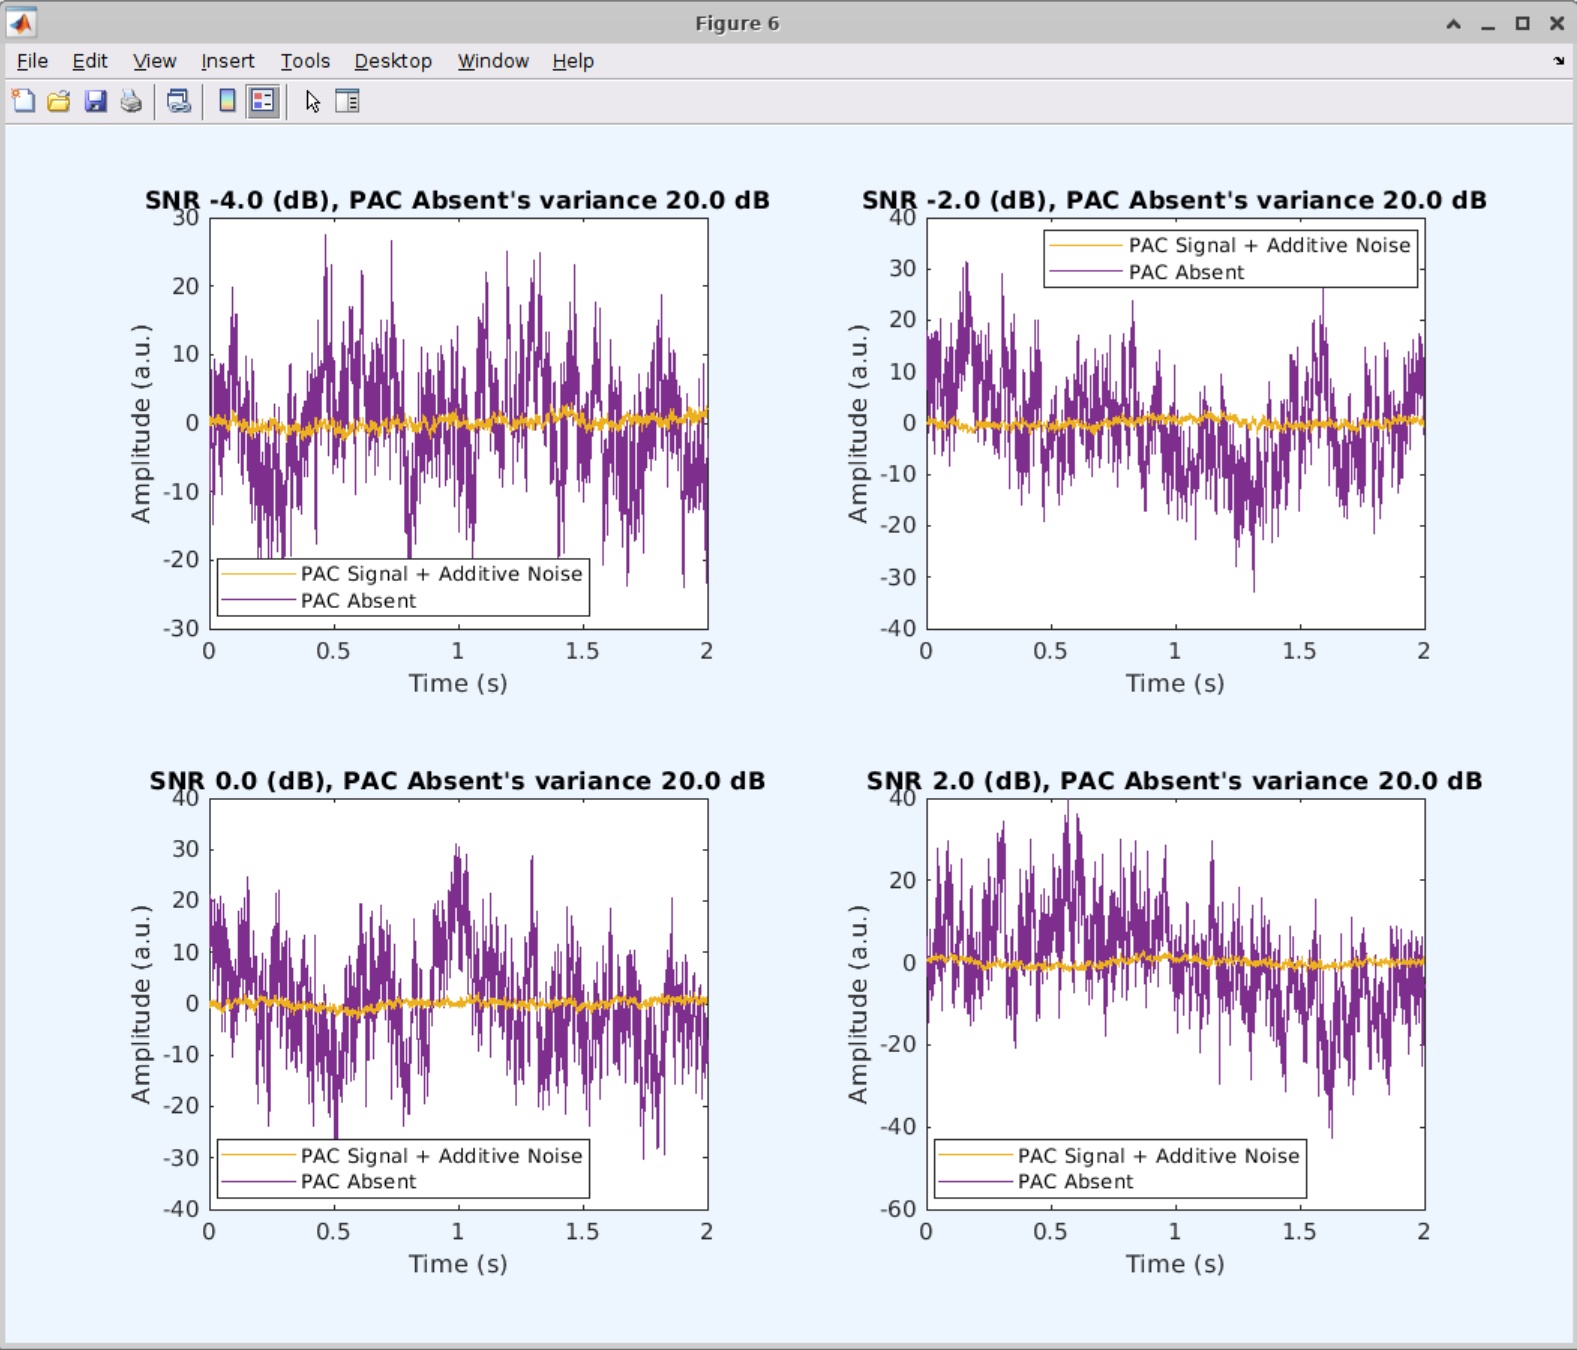 Figure 6
File Edit View Insert Tools Desktop Window Help
SNR -4.0 (dB), PAC Absent's variance 20.0 dB
30
20
10
0
-10
-20
-30
Amplitude (a.u.)
PAC Signal + Additive Noise
PAC Absent
0 0.5 1 1.5 2
Time (s)
SNR -2.0 (dB), PAC Absent's variance 20.0 dB
40
30
20
10
0
-10
-20
-30
-40
Amplitude (a.u.)
PAC Signal + Additive Noise
PAC Absent
0 0.5 1 1.5 2
Time (s)
SNR 0.0 (dB), PAC Absent's variance 20.0 dB
40
30
20
10
0
-10
-20
-30
-40
Amplitude (a.u.)
PAC Signal + Additive Noise
PAC Absent
0 0.5 1 1.5 2
Time (s)
SNR 2.0 (dB), PAC Absent's variance 20.0 dB
40
20
0
-20
-40
-60
Amplitude (a.u.)
PAC Signal + Additive Noise
PAC Absent
0 0.5 1 1.5 2
Time (s)